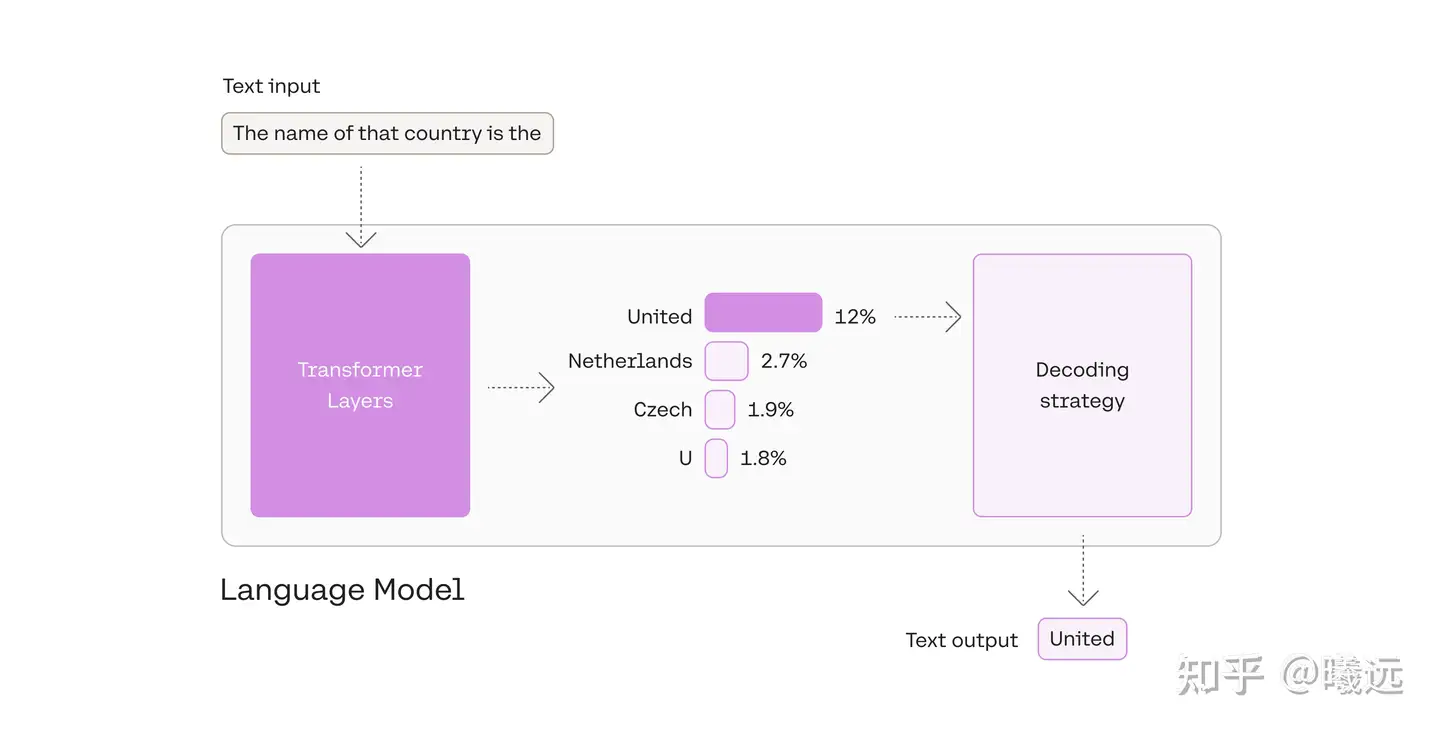 Text input
The name of that country is the
Transformer
Layers
United 12%
Netherlands 2.7%
Czech 1.9%
U 1.8%
Decoding
strategy
Language Model
Text output United
知乎 @曦远